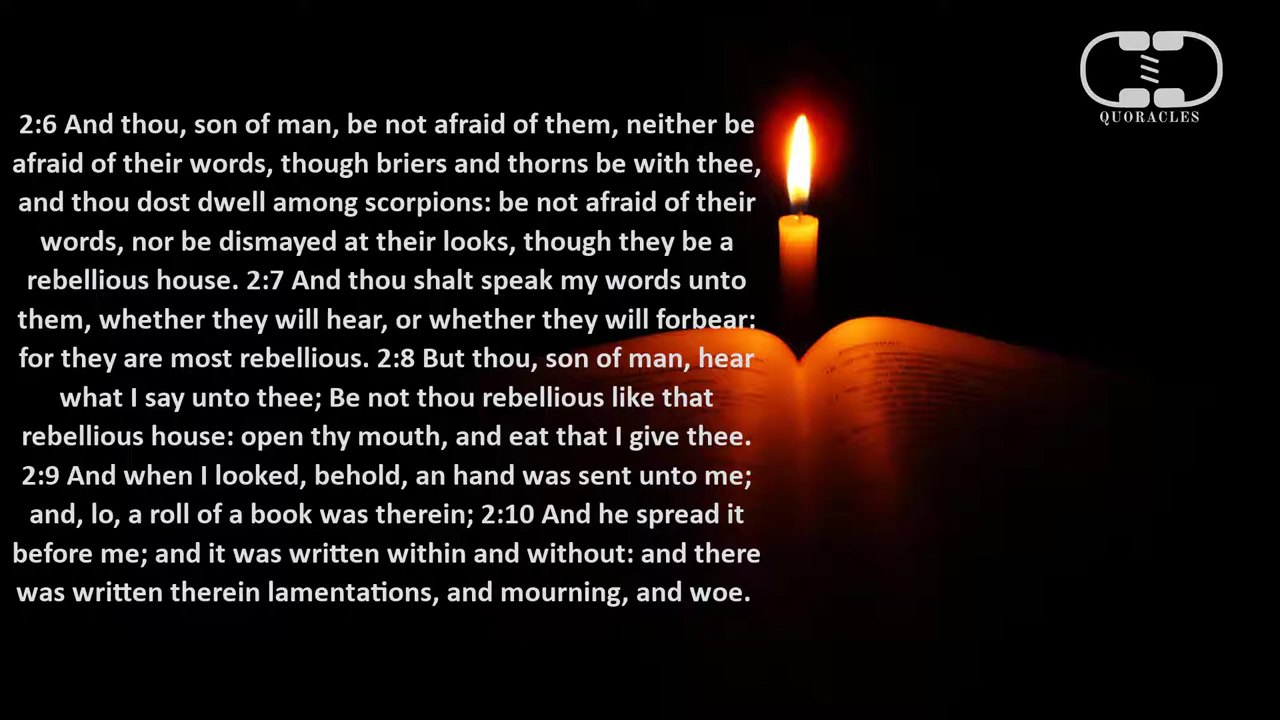 2:6 And thou, son of man, be not afraid of them, neither be
afraid of their words, though briers and thorns be with thee,
and thou dost dwell among scorpions: be not afraid of their
words, nor be dismayed at their looks, though they be a
rebellious house. 2:7 And thou shalt speak my words unto
them, whether they will hear, or whether they will forbear:
for they are most rebellious. 2:8 But thou, son of man, hear
what I say unto thee; Be not thou rebellious like that
rebellious house: open thy mouth, and eat that I give thee.
2:9 And when I looked, behold, an hand was sent unto me;
and, lo, a roll of a book was therein; 2:10 And he spread it
before me; and it was written within and without: and there
was written therein lamentations, and mourning, and woe.
QUORACLES